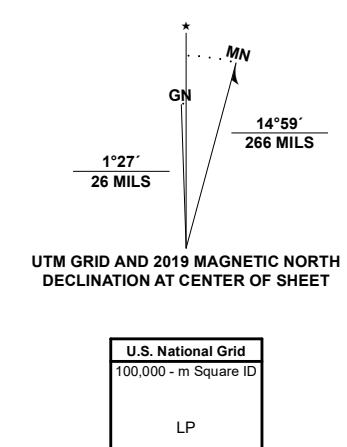 ★
MN
GN
14°59´
266 MILS
1°27´
26 MILS
UTM GRID AND 2019 MAGNETIC NORTH
DECLINATION AT CENTER OF SHEET
U.S. National Grid
100,000 - m Square ID
LP